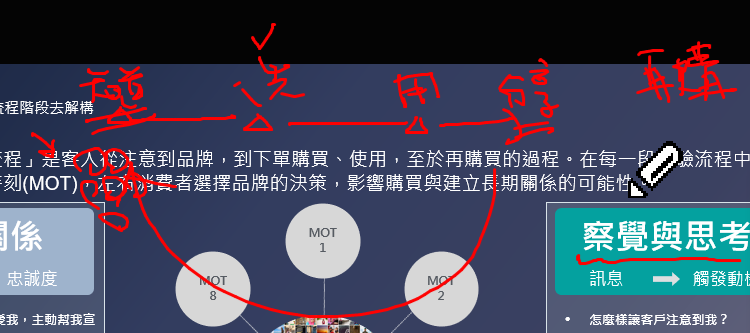 再購
用
分享
流程階段去解構
流程」是客人從注意到品牌，到下單購買、使用，至於再購買的過程。在每一段
驗流程中
時刻(MOT)，左右消費者選擇品牌的決策，影響購買與建立長期關係的可能性
關係
忠誠度
愛我，主動幫我宣
MOT
1
MOT
8
MOT
2
察覺與思考
訊息
觸發動機
怎麼樣讓客戶注意到我？